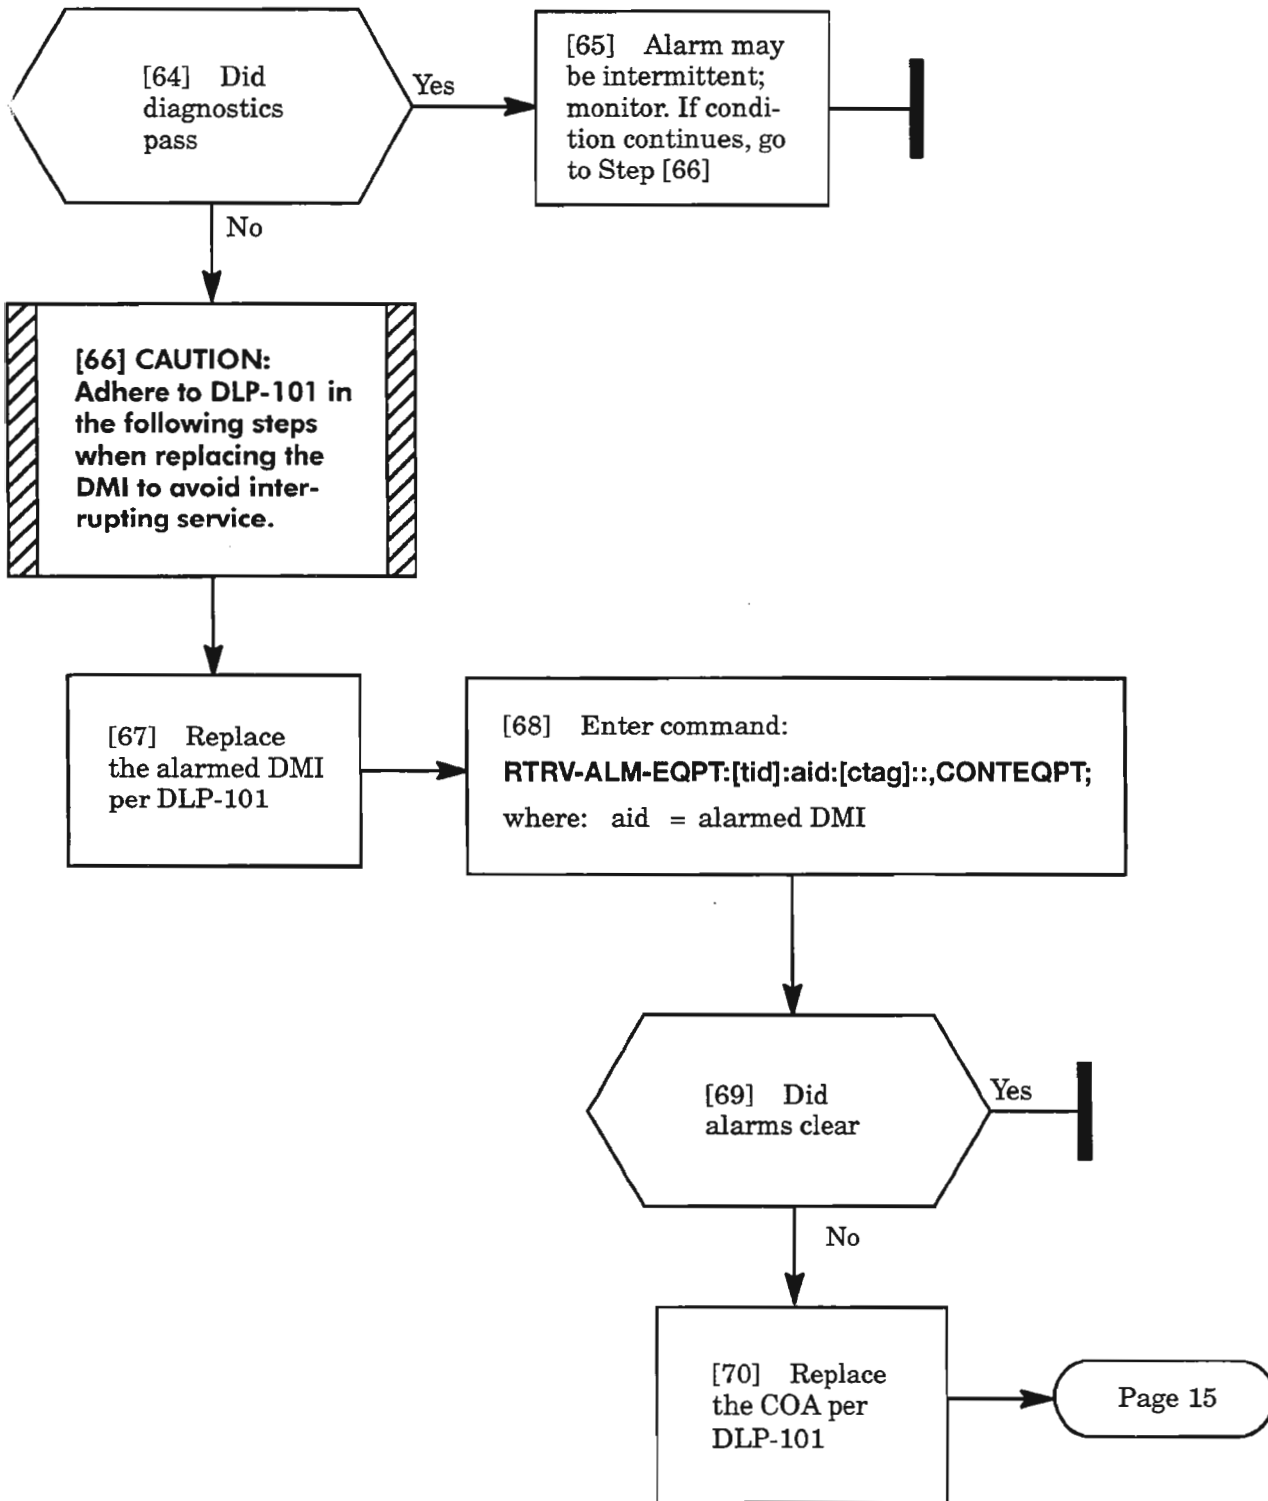 [64] Did
diagnostics
pass
Yes
[65] Alarm may
be intermittent;
monitor. If condi-
tion continues, go
to Step [66]
No
[66] CAUTION:
Adhere to DLP-101 in
the following steps
when replacing the
DMI to avoid inter-
rupting service.
[67] Replace
the alarmed DMI
per DLP-101
[68] Enter command:
RTRV-ALM-EQPT:[tid]:aid:[ctag]::,CONTEQPT;
where: aid = alarmed DMI
[69] Did
alarms clear
Yes
No
[70] Replace
the COA per
DLP-101
Page 15